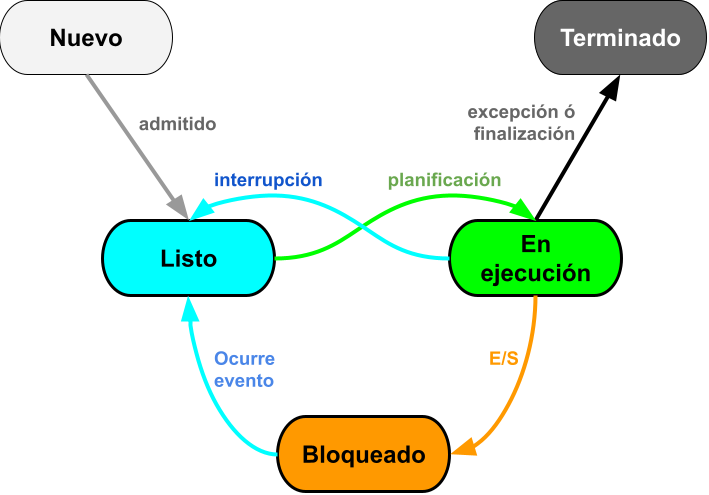 Nuevo
Terminado
admitido
excepción ó
finalización
interrupción
planificación
Listo
En
ejecución
Ocurre
evento
E/S
Bloqueado